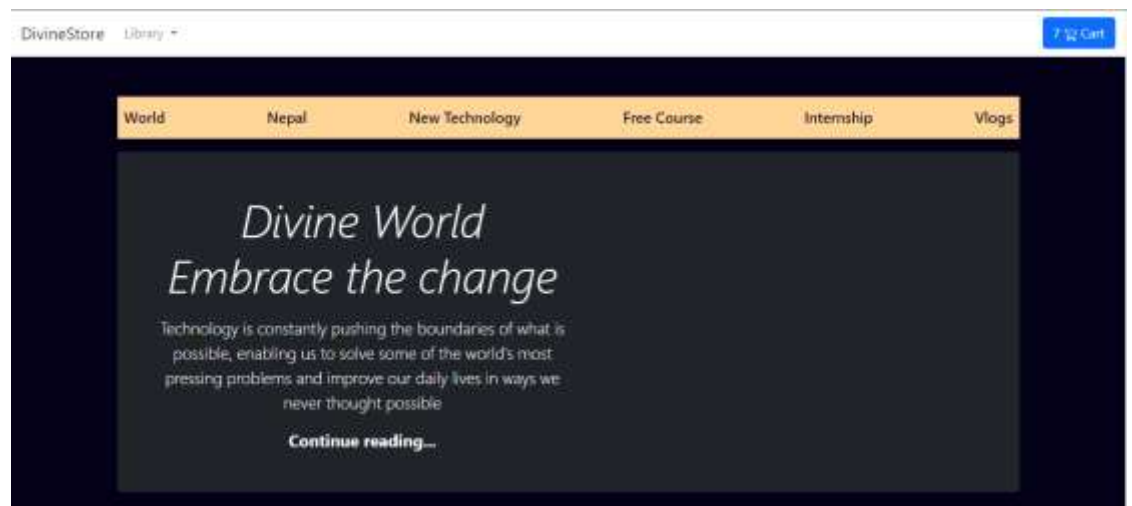 DivineStore Library 7 Cart
World Nepal New Technology Free Course Internship Vlogs
Divine World
Embrace the change
Technology is constantly pushing the boundaries of what is
possible, enabling us to solve some of the world's most
pressing problems and improve our daily lives in ways we
never thought possible
Continue reading...